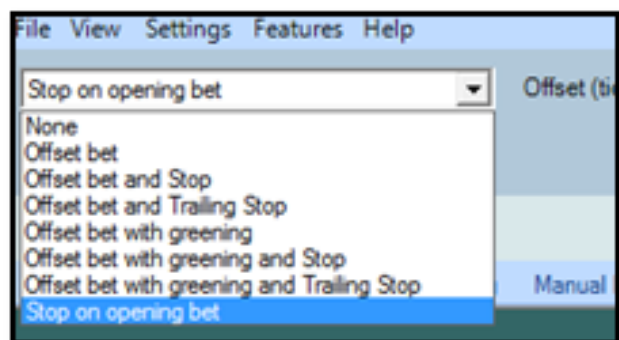 File View Settings Features Help
Stop on opening bet
Offset (tic
None
Offset bet
Offset bet and Stop
Offset bet and Trailing Stop
Offset bet with greening
Offset bet with greening and Stop
Offset bet with greening and Trailing Stop
Manual
Stop on opening bet